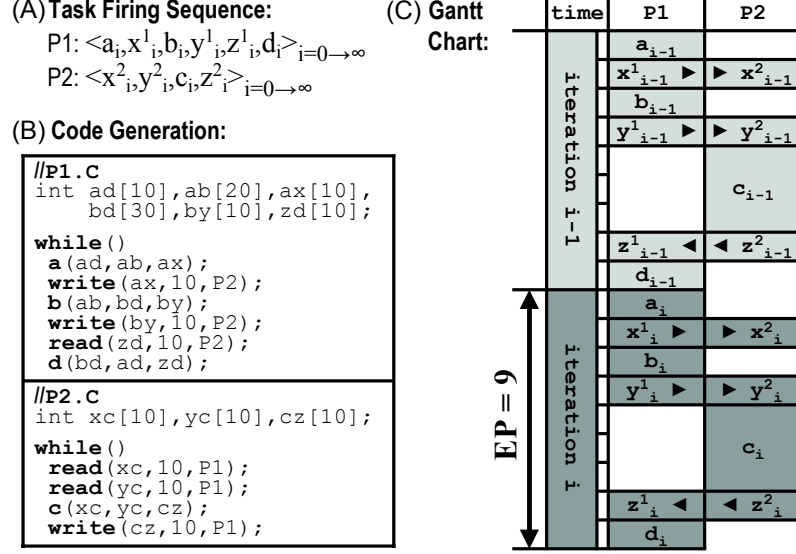 (A) Task Firing Sequence:
P1: <aᵢ,x¹ᵢ,bᵢ,y¹ᵢ,z¹ᵢ,dᵢ>ᵢ₌₀→∞
P2: <x²ᵢ,y²ᵢ,cᵢ,z²ᵢ>ᵢ₌₀→∞
(B) Code Generation:
//P1.C
int ad[10],ab[20],ax[10],
bd[30],by[10],zd[10];
while()
a(ad,ab,ax);
write(ax,10,P2);
b(ab,bd,by);
write(by,10,P2);
read(zd,10,P2);
d(bd,ad,zd);
//P2.C
int xc[10],yc[10],cz[10];
while()
read(xc,10,P1);
read(yc,10,P1);
c(xc,yc,cz);
write(cz,10,P1);
(C) Gantt
Chart:
time P1 P2
iteration i-1
aᵢ₋₁
x¹ᵢ₋₁ ► ► x²ᵢ₋₁
bᵢ₋₁
y¹ᵢ₋₁ ► ► y²ᵢ₋₁
cᵢ₋₁
z¹ᵢ₋₁ ◄ ◄ z²ᵢ₋₁
dᵢ₋₁
EP = 9
iteration i
aᵢ
x¹ᵢ ► ► x²ᵢ
bᵢ
y¹ᵢ ► ► y²ᵢ
cᵢ
z¹ᵢ ◄ ◄ z²ᵢ
dᵢ